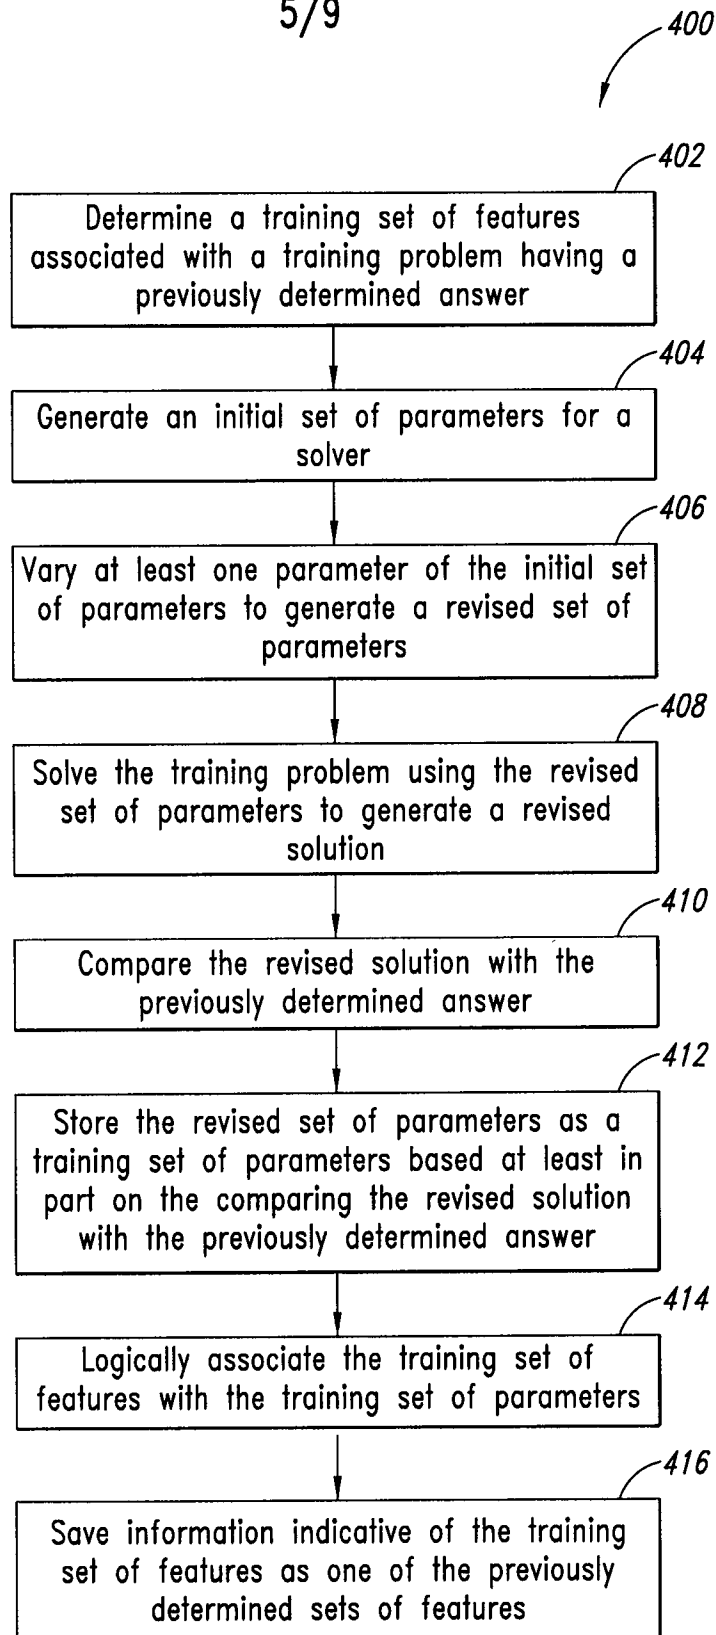 5/9
400
402
Determine a training set of features
associated with a training problem having a
previously determined answer
404
Generate an initial set of parameters for a
solver
406
Vary at least one parameter of the initial set
of parameters to generate a revised set of
parameters
408
Solve the training problem using the revised
set of parameters to generate a revised
solution
410
Compare the revised solution with the
previously determined answer
412
Store the revised set of parameters as a
training set of parameters based at least in
part on the comparing the revised solution
with the previously determined answer
414
Logically associate the training set of
features with the training set of parameters
416
Save information indicative of the training
set of features as one of the previously
determined sets of features